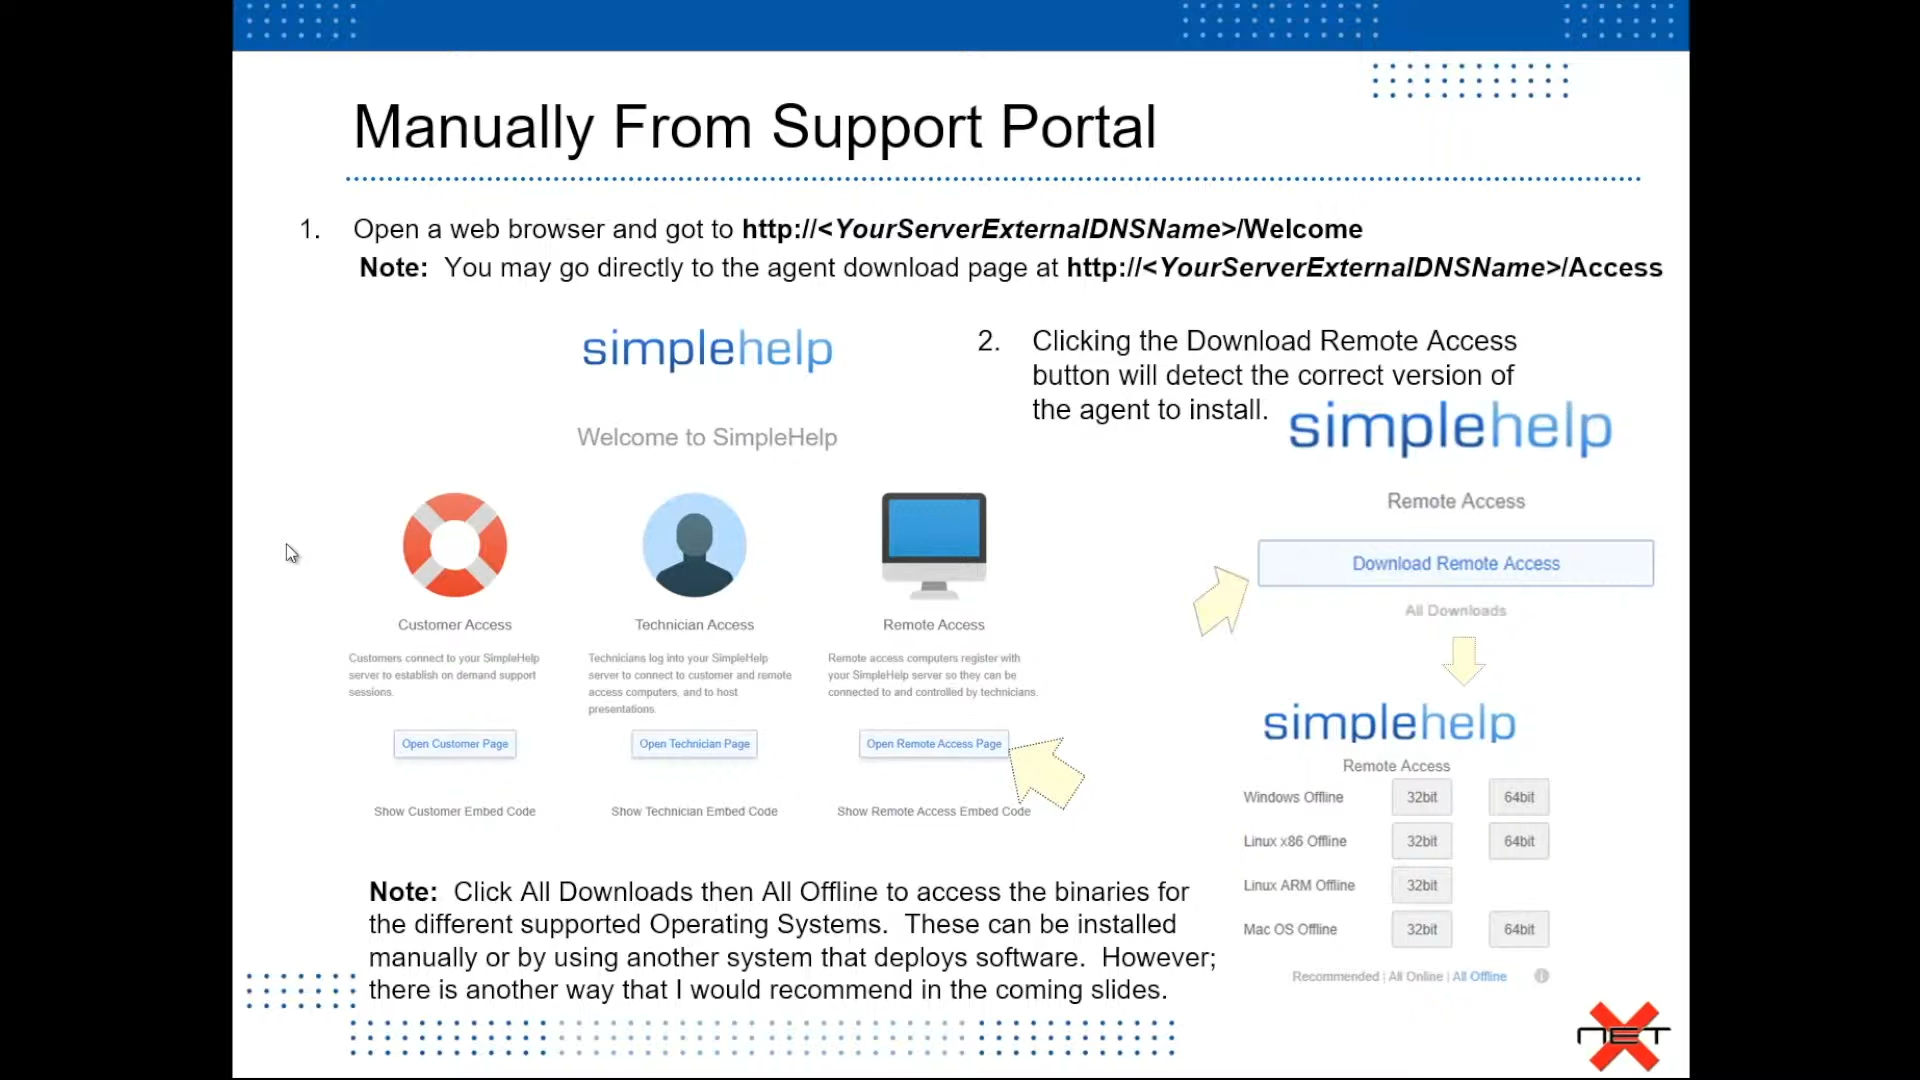 Manually From Support Portal
1. Open a web browser and got to http://<YourServerExternalDNSName>/Welcome
Note: You may go directly to the agent download page at http://<YourServerExternalDNSName>/Access
simplehelp
Welcome to SimpleHelp
Customer Access
Customers connect to your SimpleHelp
server to establish on demand support
sessions.
Open Customer Page
Show Customer Embed Code
Technician Access
Technicians log into your SimpleHelp
server to connect to customer and remote
access computers, and to host
presentations.
Open Technician Page
Show Technician Embed Code
Remote Access
Remote access computers register with
your SimpleHelp server so they can be
connected to and controlled by technicians.
Open Remote Access Page
Show Remote Access Embed Code
2. Clicking the Download Remote Access
button will detect the correct version of
the agent to install.
simplehelp
Remote Access
Download Remote Access
All Downloads
simplehelp
Remote Access
Windows Offline 32bit 64bit
Linux x86 Offline 32bit 64bit
Linux ARM Offline 32bit
Mac OS Offline 32bit 64bit
Recommended | All Online | All Offline
Note: Click All Downloads then All Offline to access the binaries for
the different supported Operating Systems. These can be installed
manually or by using another system that deploys software. However;
there is another way that I would recommend in the coming slides.
XNET